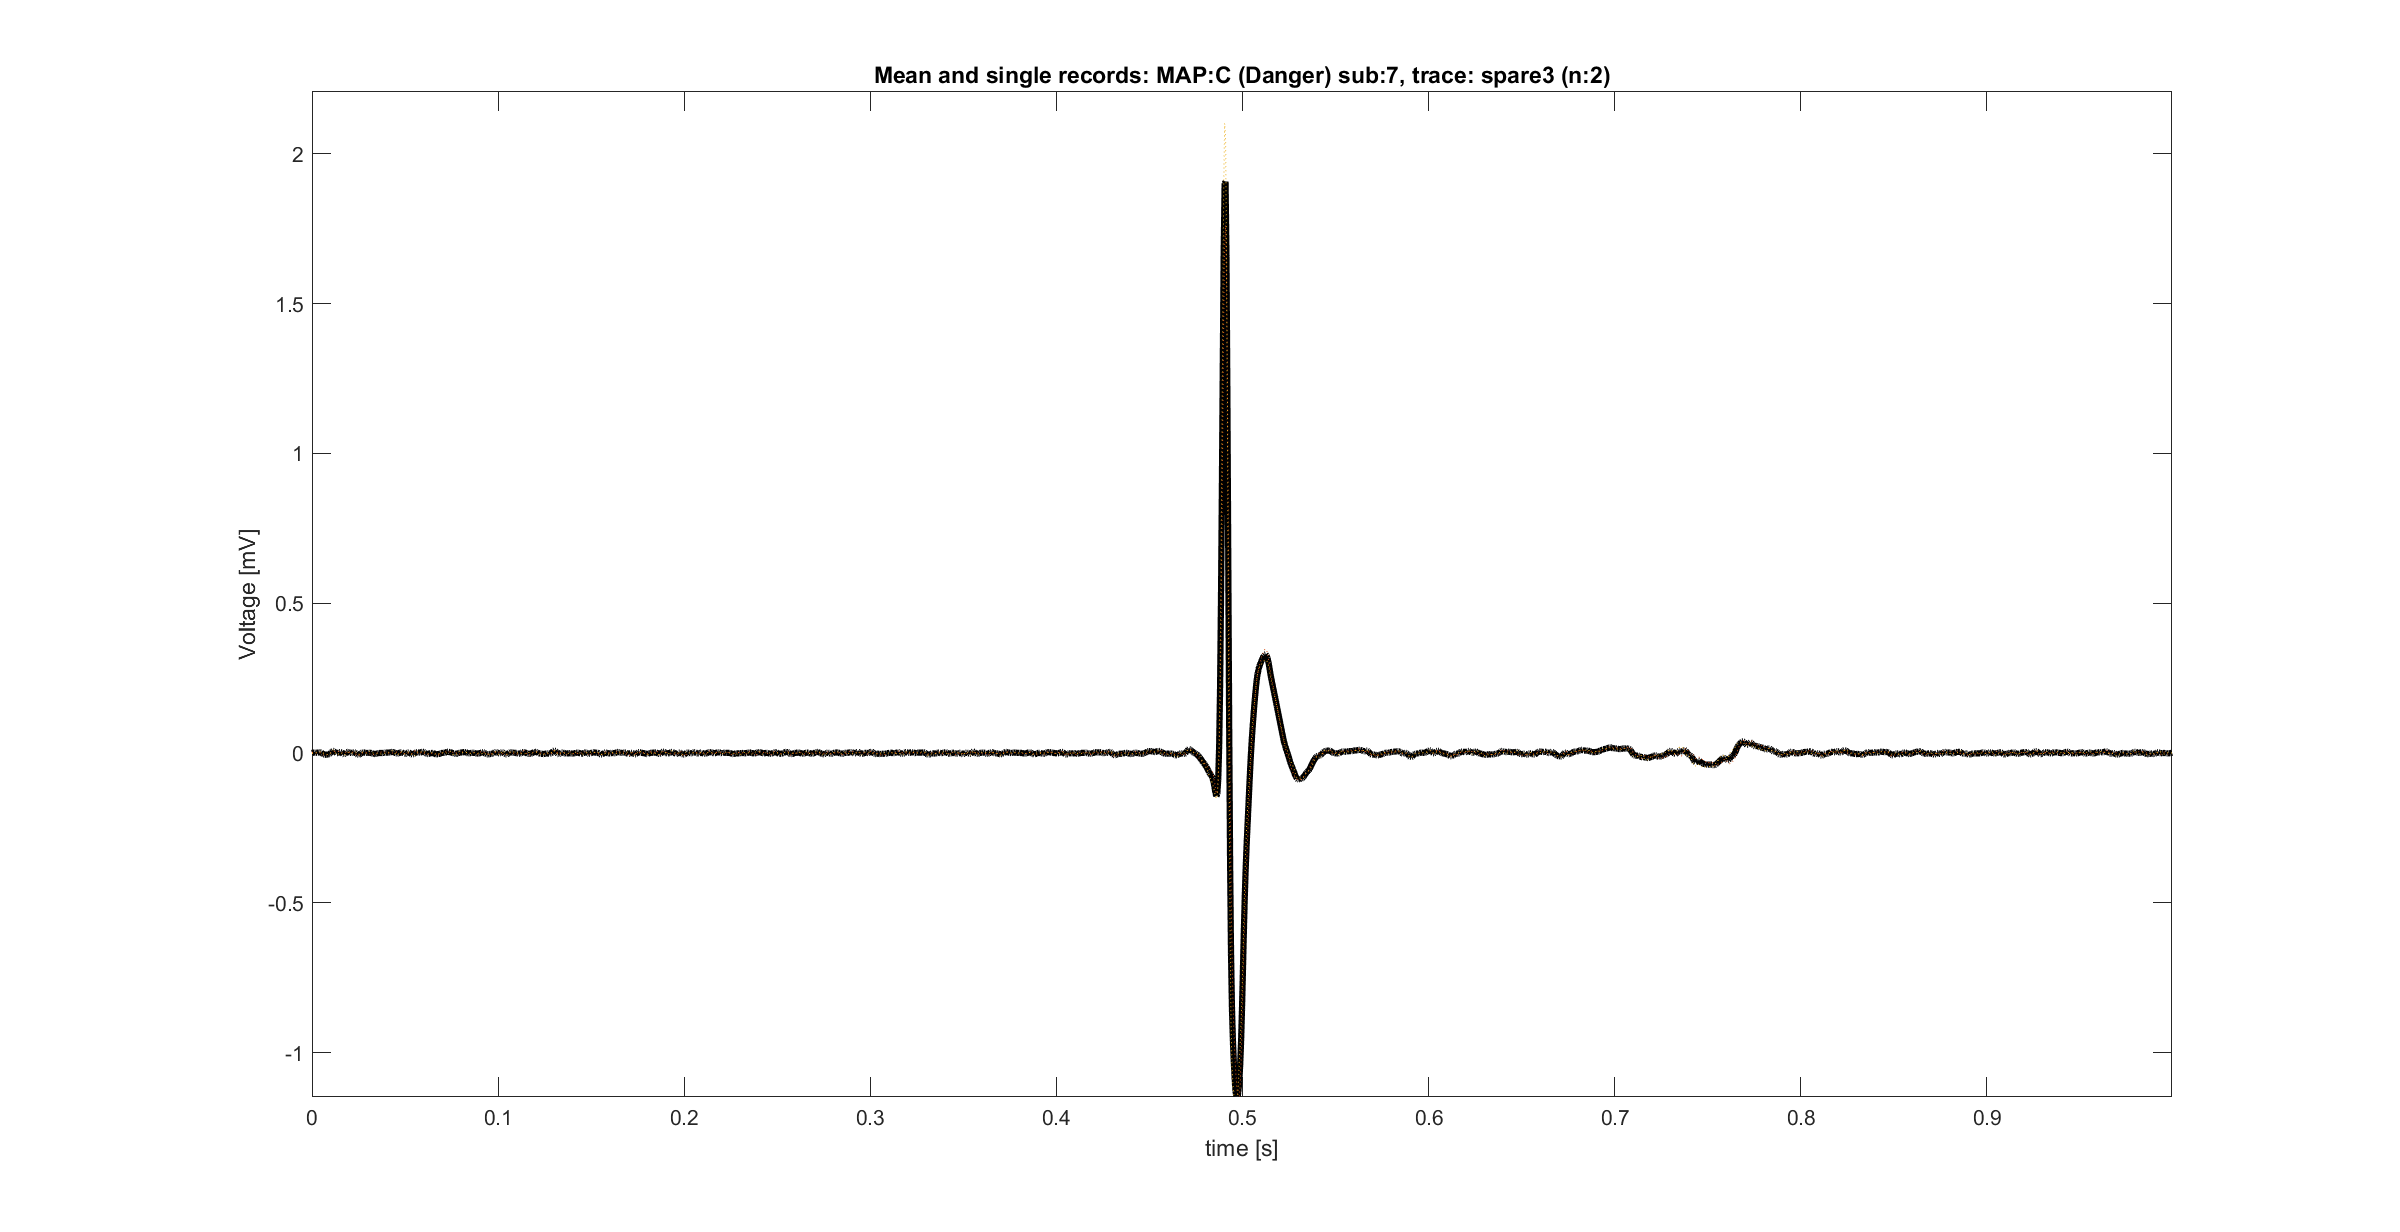 Mean and single records: MAP:C (Danger) sub:7, trace: spare3 (n:2)
2
1.5
1
0.5
0
-0.5
-1
Voltage [mV]
0 0.1 0.2 0.3 0.4 0.5 0.6 0.7 0.8 0.9
time [s]